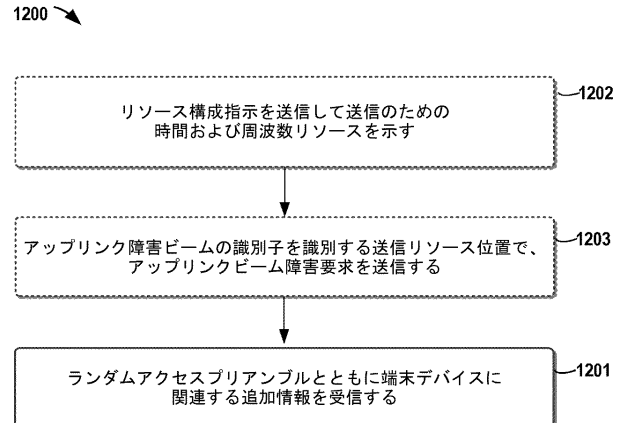 1200
リソース構成指示を送信して送信のための
時間および周波数リソースを示す
1202
アップリンク障害ビームの識別子を識別する送信リソース位置で、
アップリンクビーム障害要求を送信する
1203
ランダムアクセスプリアンブルとともに端末デバイスに
関連する追加情報を受信する
1201